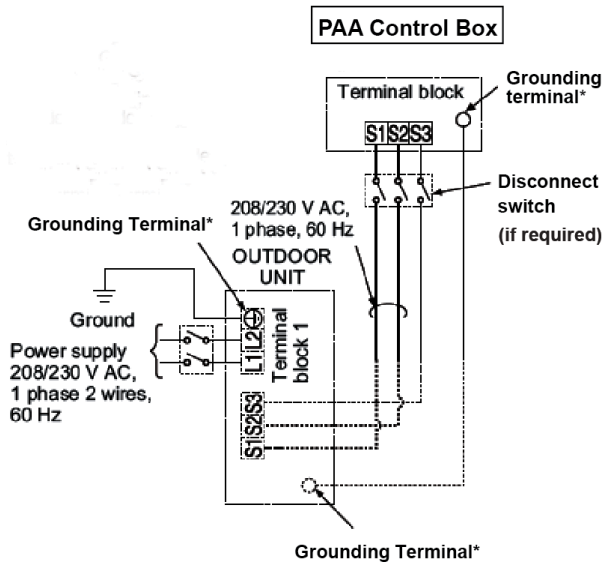 PAA Control Box
Terminal block
Grounding
terminal*
S1 S2 S3
Disconnect
switch
(if required)
208/230 V AC,
1 phase, 60 Hz
Grounding Terminal*
OUTDOOR
UNIT
Ground
Power supply
208/230 V AC,
1 phase 2 wires,
60 Hz
L1 L2
Terminal
block 1
S1 S2 S3
Grounding Terminal*